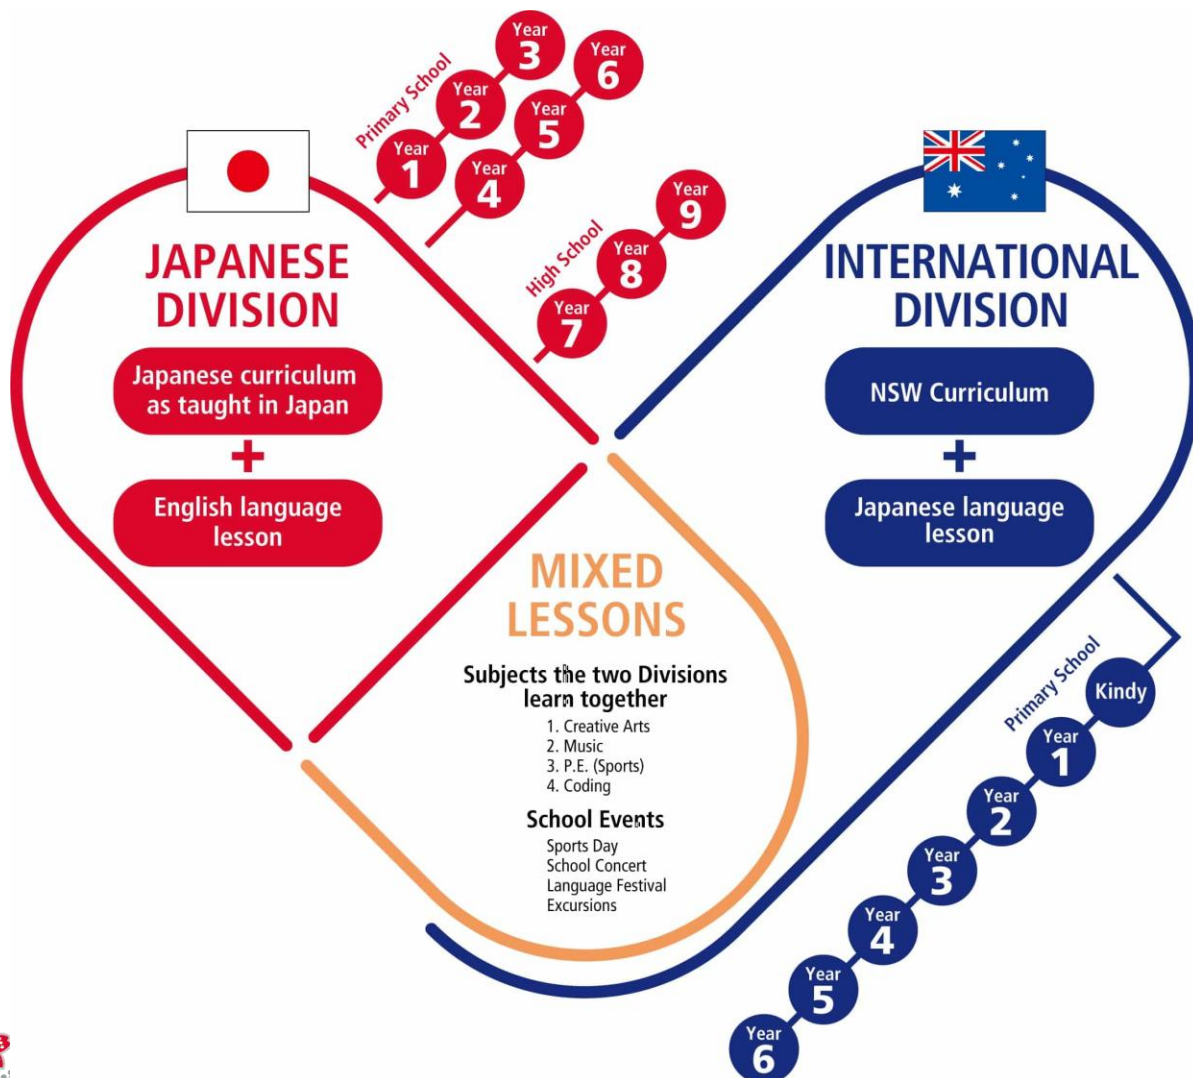 Primary School
Year
1
Year
2
Year
3
Year
4
Year
5
Year
6
High School
Year
7
Year
8
Year
9
JAPANESE
DIVISION
Japanese curriculum
as taught in Japan
+
English language
lesson
INTERNATIONAL
DIVISION
NSW Curriculum
+
Japanese language
lesson
MIXED
LESSONS
Subjects the two Divisions
learn together
1. Creative Arts
2. Music
3. P.E. (Sports)
4. Coding
School Events
Sports Day
School Concert
Language Festival
Excursions
Primary School
Kindy
Year
1
Year
2
Year
3
Year
4
Year
5
Year
6